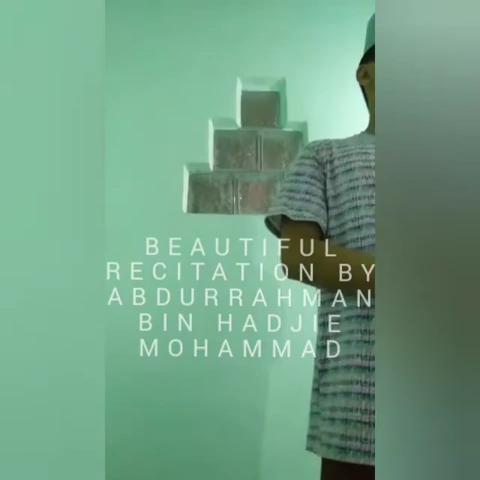 BEAUTIFUL
RECITATION BY
ABDURRAHMAN
BIN HADJIE
MOHAMMAD